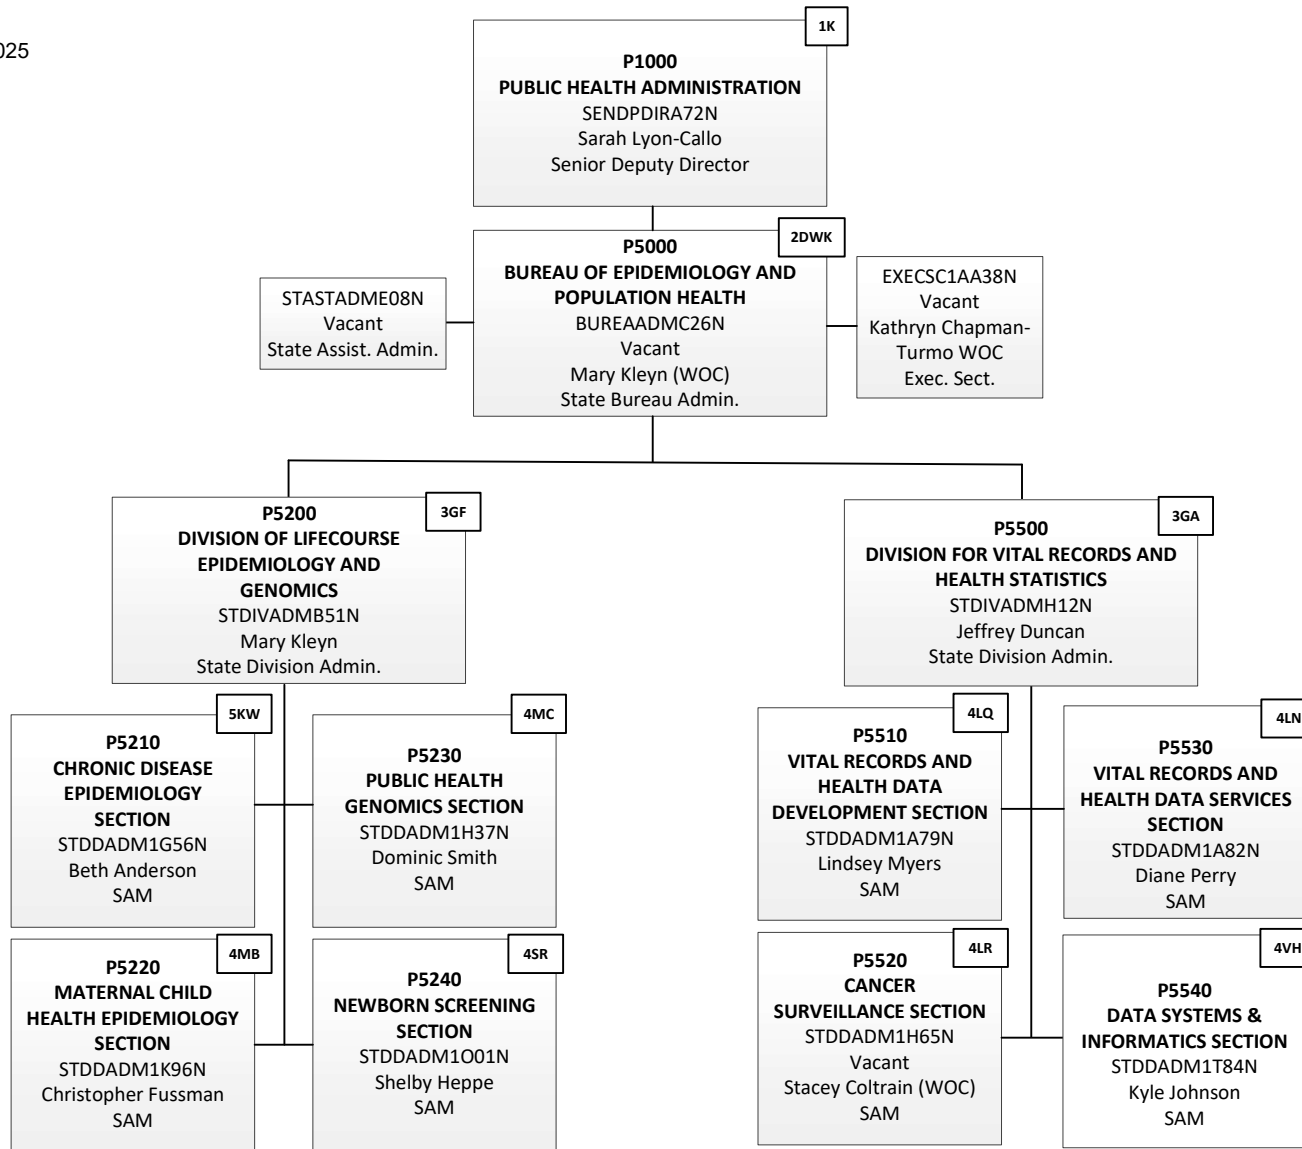 025
1K
P1000
PUBLIC HEALTH ADMINISTRATION
SENDPDIRA72N
Sarah Lyon-Callo
Senior Deputy Director
2DWK
P5000
BUREAU OF EPIDEMIOLOGY AND
POPULATION HEALTH
BUREAADMC26N
Vacant
Mary Kleyn (WOC)
State Bureau Admin.
STASTADME08N
Vacant
State Assist. Admin.
EXECSC1AA38N
Vacant
Kathryn Chapman-
Turmo WOC
Exec. Sect.
3GF
P5200
DIVISION OF LIFECOURSE
EPIDEMIOLOGY AND
GENOMICS
STDIVADMB51N
Mary Kleyn
State Division Admin.
3GA
P5500
DIVISION FOR VITAL RECORDS AND
HEALTH STATISTICS
STDIVADMH12N
Jeffrey Duncan
State Division Admin.
5KW
P5210
CHRONIC DISEASE
EPIDEMIOLOGY
SECTION
STDDADM1G56N
Beth Anderson
SAM
4MC
P5230
PUBLIC HEALTH
GENOMICS SECTION
STDDADM1H37N
Dominic Smith
SAM
4LQ
P5510
VITAL RECORDS AND
HEALTH DATA
DEVELOPMENT SECTION
STDDADM1A79N
Lindsey Myers
SAM
4LN
P5530
VITAL RECORDS AND
HEALTH DATA SERVICES
SECTION
STDDADM1A82N
Diane Perry
SAM
4MB
P5220
MATERNAL CHILD
HEALTH EPIDEMIOLOGY
SECTION
STDDADM1K96N
Christopher Fussman
SAM
4SR
P5240
NEWBORN SCREENING
SECTION
STDDADM1O01N
Shelby Heppe
SAM
4LR
P5520
CANCER
SURVEILLANCE SECTION
STDDADM1H65N
Vacant
Stacey Coltrain (WOC)
SAM
4VH
P5540
DATA SYSTEMS &
INFORMATICS SECTION
STDDADM1T84N
Kyle Johnson
SAM